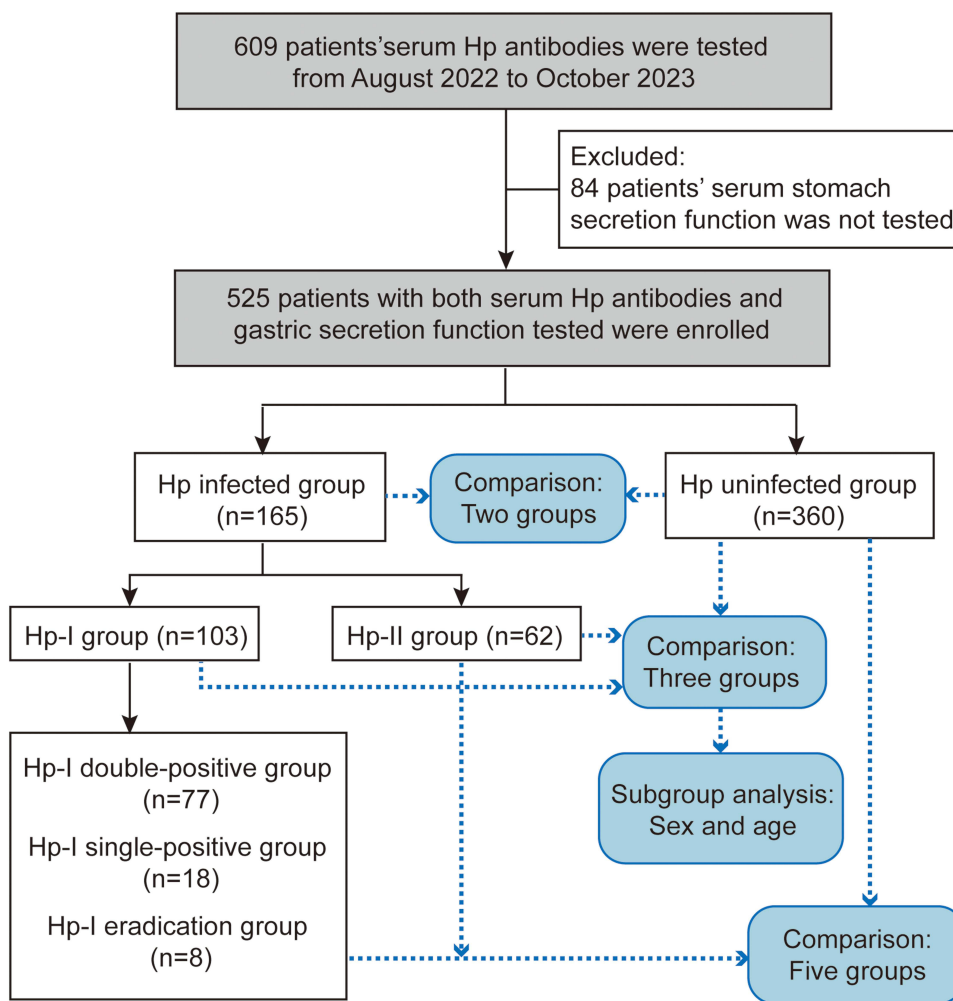 609 patients’serum Hp antibodies were tested
from August 2022 to October 2023
Excluded:
84 patients’ serum stomach
secretion function was not tested
525 patients with both serum Hp antibodies and
gastric secretion function tested were enrolled
Hp infected group
(n=165)
Comparison:
Two groups
Hp uninfected group
(n=360)
Hp-I group (n=103)
Hp-II group (n=62)
Comparison:
Three groups
Hp-I double-positive group
(n=77)
Hp-I single-positive group
(n=18)
Hp-I eradication group
(n=8)
Subgroup analysis:
Sex and age
Comparison:
Five groups